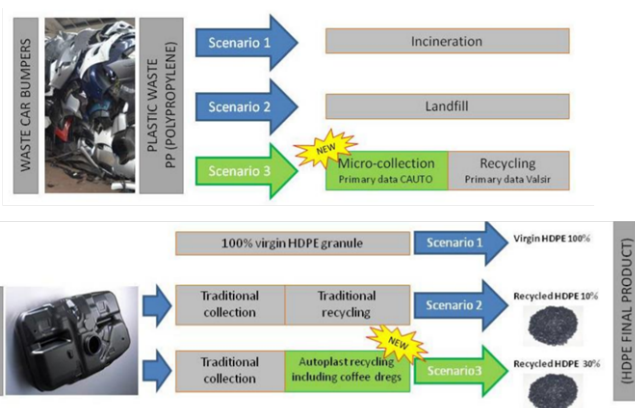 WASTE CAR BUMPERS
PLASTIC WASTE
PP (POLYPROPYLENE)
Scenario 1
Incineration
Scenario 2
Landfill
Scenario 3
NEW
Micro-collection
Primary data CAUTO
Recycling
Primary data Valsir
100% virgin HDPE granule
Scenario 1
Virgin HDPE 100%
Traditional
collection
Traditional
recycling
Scenario 2
Recycled HDPE 10%
Traditional
collection
NEW
Autoplast recycling
including coffee dregs
Scenario3
Recycled HDPE 30%
(HDPE FINAL PRODUCT)